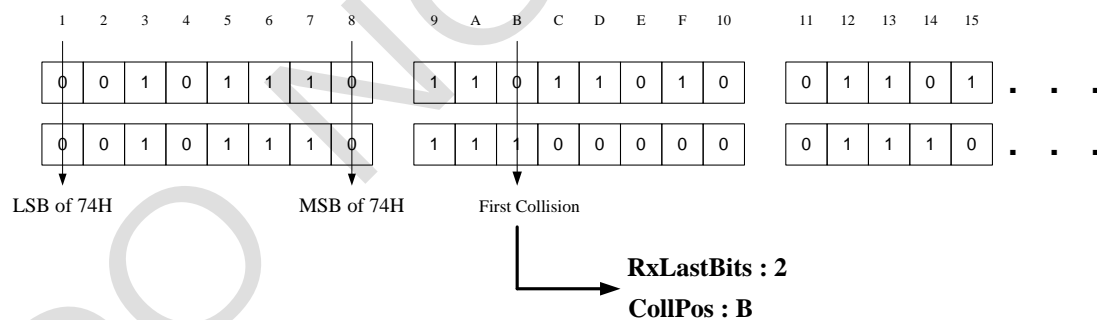 1 2 3 4 5 6 7 8 9 A B C D E F 10 11 12 13 14 15
0 0 1 0 1 1 1 0 1 1 0 1 1 0 1 0 0 1 1 0 1 . . .
0 0 1 0 1 1 1 0 1 1 1 0 0 0 0 0 0 1 1 1 0 . . .
LSB of 74H MSB of 74H First Collision
RxLastBits : 2
CollPos : B